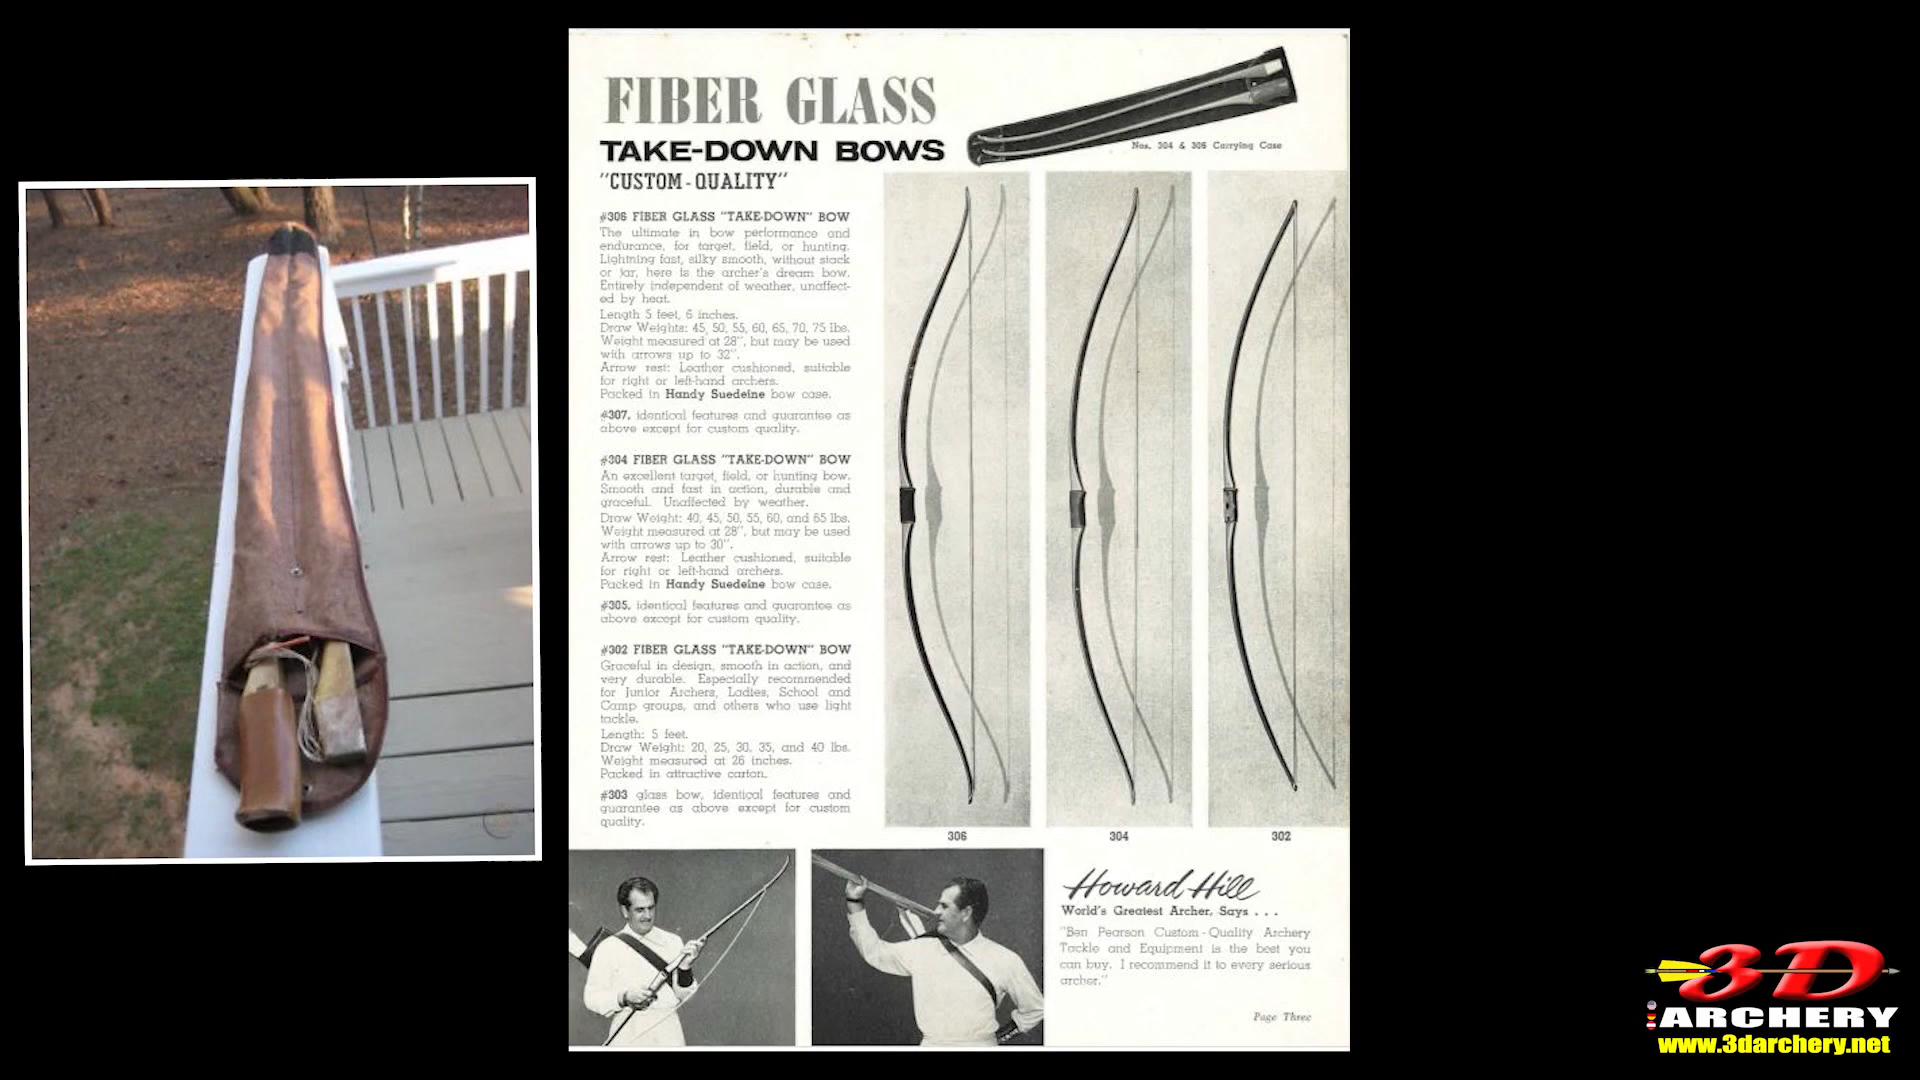 FIBER GLASS
TAKE-DOWN BOWS
"CUSTOM-QUALITY"
Nos. 304 & 306 Carrying Case
#306 FIBER GLASS "TAKE-DOWN" BOW
The ultimate in bow performance and
endurance, for target, field, or hunting.
Lightning fast, silky smooth, without stack
or jar, here is the archer's dream bow.
Entirely independent of weather, unaffect-
ed by heat.
Length 5 feet, 6 inches.
Draw Weights: 45, 50, 55, 60, 65, 70, 75 lbs.
Weight measured at 28", but may be used
with arrows up to 32".
Arrow rest: Leather cushioned, suitable
for right or left-hand archers.
Packed in Handy Suedeine bow case.
#307, identical features and guarantee as
above except for custom quality.
#304 FIBER GLASS "TAKE-DOWN" BOW
An excellent target, field, or hunting bow.
Smooth and fast in action, durable and
graceful. Unaffected by weather.
Draw Weight: 40, 45, 50, 55, 60, and 65 lbs.
Weight measured at 28", but may be used
with arrows up to 30".
Arrow rest: Leather cushioned, suitable
for right or left-hand archers.
Packed in Handy Suedeine bow case.
#305, identical features and guarantee as
above except for custom quality.
#302 FIBER GLASS "TAKE-DOWN" BOW
Graceful in design, smooth in action, and
very durable. Especially recommended
for Junior Archers, Ladies, School and
Camp groups, and others who use light
tackle.
Length: 5 feet.
Draw Weight: 20, 25, 30, 35, and 40 lbs.
Weight measured at 26 inches.
Packed in attractive carton.
#303 glass bow, identical features and
guarantee as above except for custom
quality.
306
304
302
Howard Hill
World's Greatest Archer, Says . . .
"Ben Pearson Custom-Quality Archery
Tackle and Equipment is the best you
can buy. I recommend it to every serious
archer."
Page Three
3D
ARCHERY
www.3darchery.net